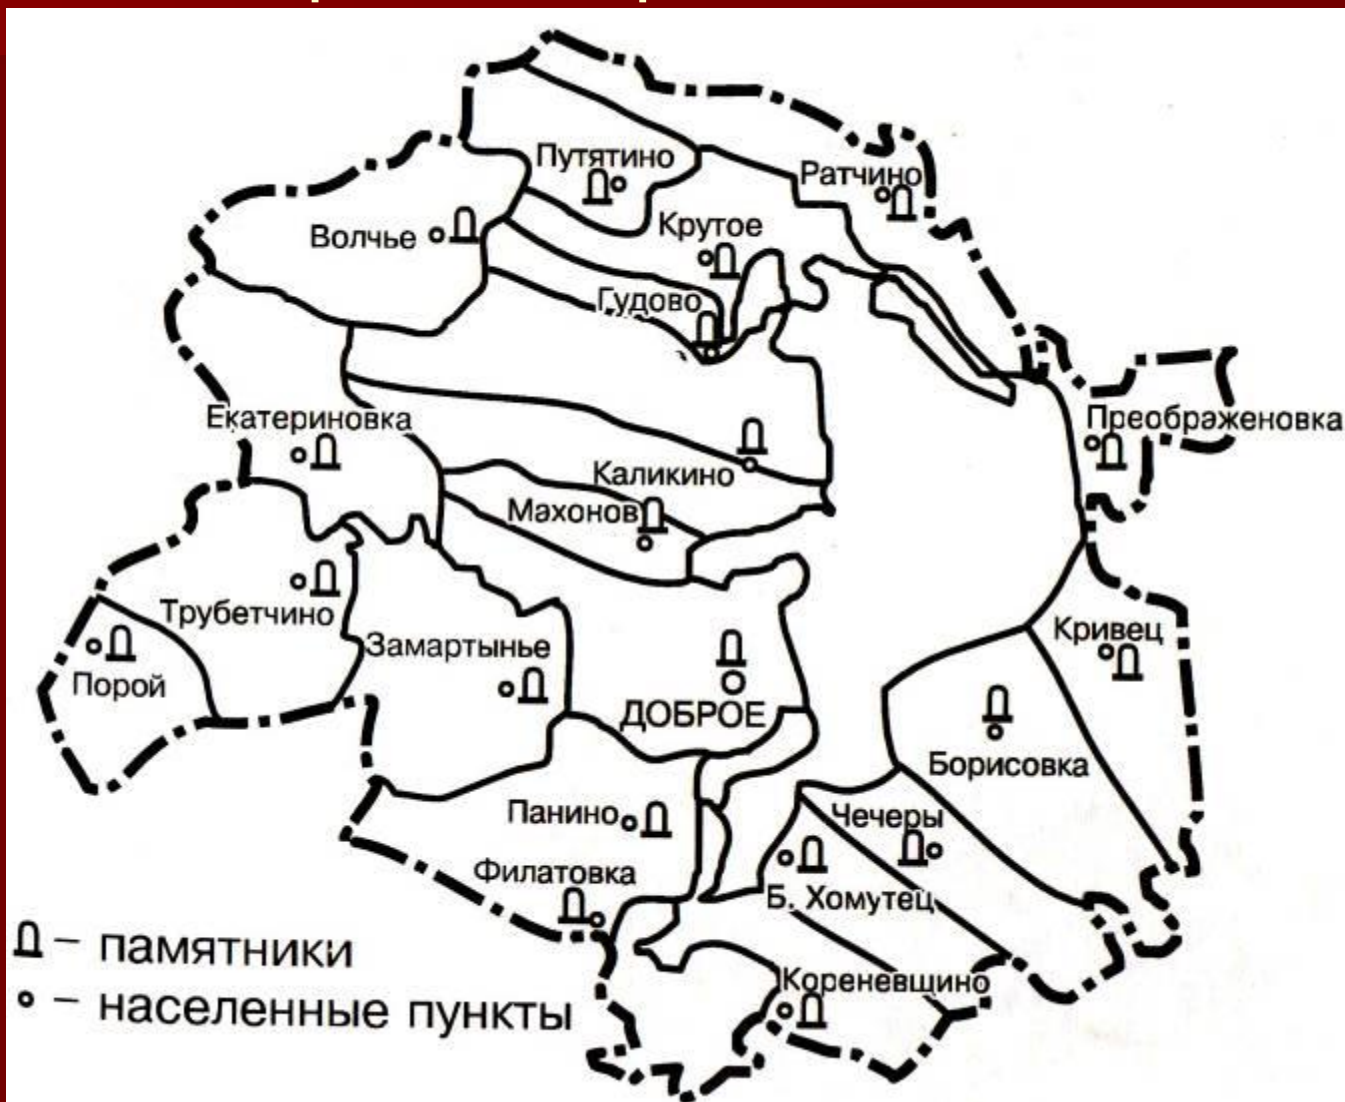 Путятино
Ратчино
Крутое
Волчье
Гудово
Екатериновка
Преображеновка
Каликино
Махонов
Трубетчино
Кривец
Замартынье
Порой
ДОБРОЕ
Борисовка
Панино
Чечеры
Филатовка
Б. Хомутец
– памятники
Кореневщино
– населенные пункты